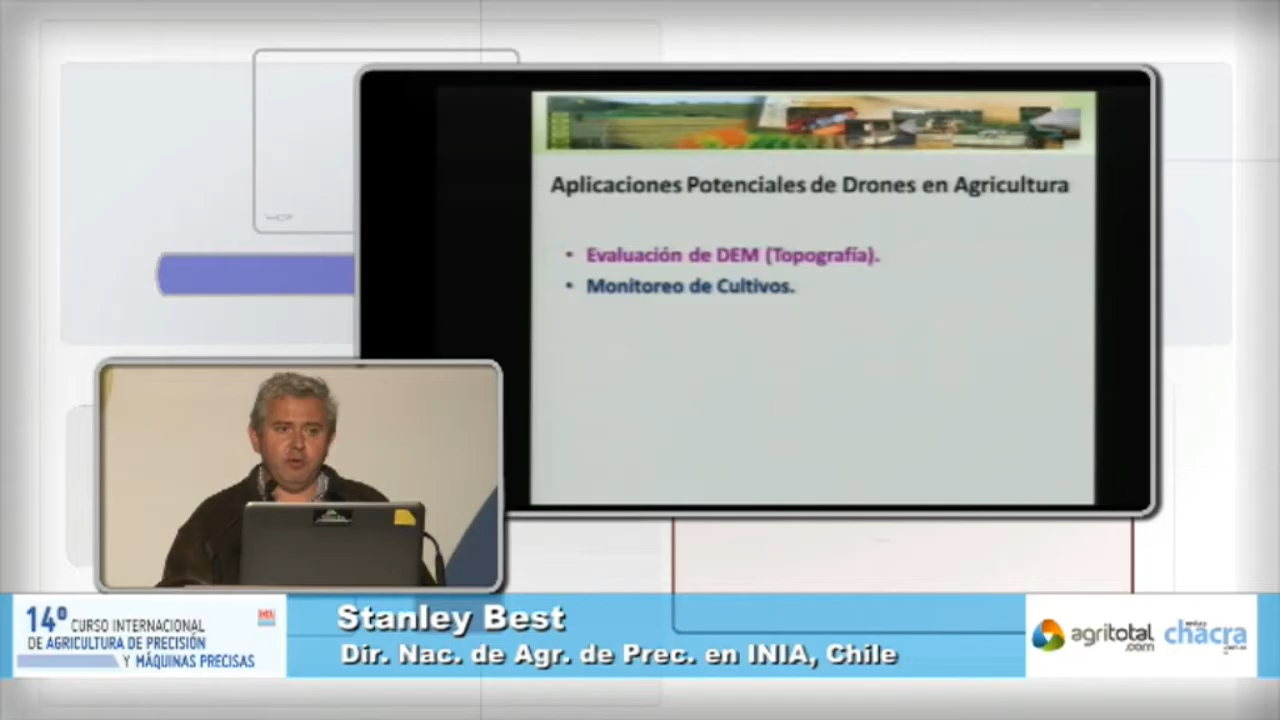 Aplicaciones Potenciales de Drones en Agricultura
• Evaluación de DEM (Topografía).
• Monitoreo de Cultivos.
14º CURSO INTERNACIONAL
DE AGRICULTURA DE PRECISIÓN
Y MÁQUINAS PRECISAS
Stanley Best
Dir. Nac. de Agr. de Prec. en INIA, Chile
agritotal
.com
chacra